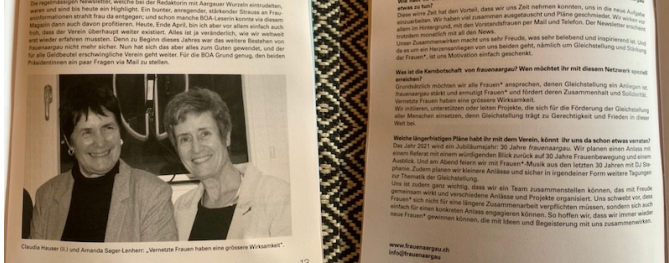 Die regelmässigen Newsletter, welche bei der Redaktorin mit Aargauer Wurzeln eintrudelten,
waren und sind bis heute ein Highlight. Ein bunter, anregender, stärkender Strauss an Frau-
eninformationen strahlt frau da entgegen; und schon manche BOA-Leserin konnte via diesem
Magazin dann auch davon profitieren. Heute, Ende April, bin ich aber vor allem einfach auch
froh, dass der Verein überhaupt weiter existiert. Alles ist ja veränderlich, wie wir weltweit
erst wieder erfahren mussten. Denn zu Beginn dieses Jahres war das weitere Bestehen von
frauenaargau nicht mehr sicher. Nun hat sich das aber alles zum Guten gewendet, und der
für alle Geldbeutel erschwingliche Verein geht weiter. Für die BOA Grund genug, den beiden
Präsidentinnen ein paar Fragen via Mail zu stellen.
Claudia Hauser (li.) und Amanda Sager-Lenherr: „Vernetzte Frauen haben eine grössere Wirksamkeit".
etwas zu tun?
Diese Zeit hat den Vorteil, dass wir uns Zeit nehmen konnten, uns in die neue Aufgabe
einzuarbeiten. Wir haben viel zusammen ausgetauscht und Pläne geschmiedet. Wir wirken vor
allem im Hintergrund, mit den Vorstandsfrauen per Mail und Telefon. Der Newsletter erscheint
trotzdem monatlich mit all den News.
Unser Zusammenwirken macht uns sehr Freude, was sehr belebend und inspirierend ist. Und
da es um ein Herzensanliegen von uns beiden geht, nämlich um Gleichstellung und Stärkung
der Frauen*, ist uns Motivation einfach geschenkt.
Was ist die Kernbotschaft von frauenaargau? Wen möchtet ihr mit diesem Netzwerk speziell
erreichen?
Grundsätzlich möchten wir alle Frauen* ansprechen, denen Gleichstellung ein Anliegen ist.
frauenaargau stärkt und ermutigt Frauen* und fördert deren Zusammenhalt und Solidarität.
Vernetzte Frauen haben eine grössere Wirksamkeit.
Wir initiieren, unterstützen oder leiten Projekte, die sich für die Förderung der Gleichstellung
aller Menschen einsetzen, denn Gleichstellung trägt zu Gerechtigkeit und Frieden in dieser
Welt bei.
Welche längerfristigen Pläne habt ihr mit dem Verein, könnt ihr uns da schon etwas verraten?
Das Jahr 2021 wird ein Jubiläumsjahr: 30 Jahre frauenaargau. Wir planen einen Anlass mit
einem Referat mit einem würdigenden Blick zurück auf 30 Jahre Frauenbewegung und einem
Ausblick. Und am Abend feiern wir mit Frauen*-Musik aus den letzten 30 Jahren mit DJ Ste-
phanie. Zudem planen wir kleinere Anlässe und sicher in irgendeiner Form weitere Tagungen
zur Thematik der Gleichstellung.
Uns ist zudem ganz wichtig, dass wir ein Team zusammenstellen können, das mit Freude
gemeinsam wirkt und verschiedene Anlässe und Projekte organisiert. Uns schwebt vor, dass
Frauen* sich nicht für eine längere Zusammenarbeit verpflichten müssen, sondern sich auch
einfach für einen konkreten Anlass engagieren können. So hoffen wir, dass wir immer wieder
neue Frauen* gewinnen können, die mit Ideen und Begeisterung mit uns zusammenwirken.
www.frauenaargau.ch
info@frauenaargau.ch